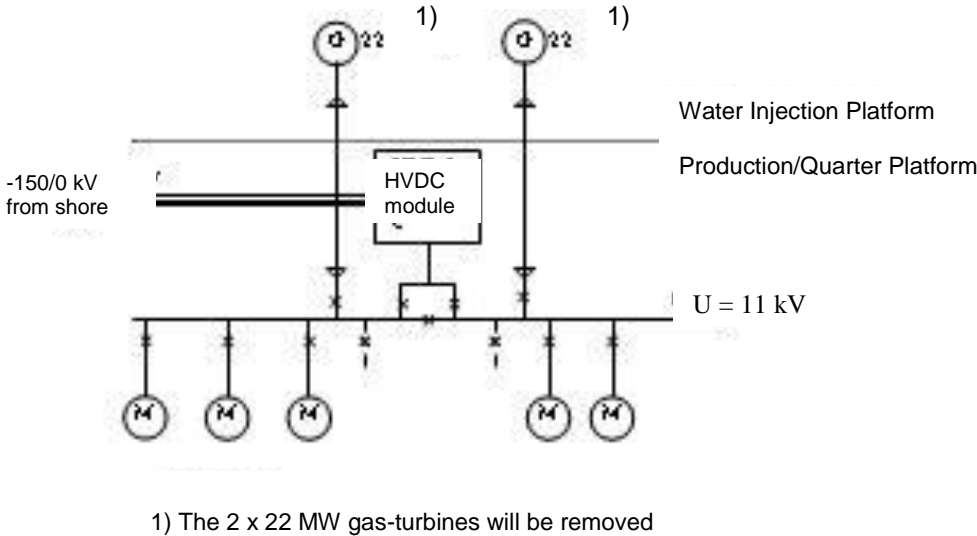 1)
1)
G 22
G 22
Water Injection Platform
Production/Quarter Platform
-150/0 kV
from shore
HVDC
module
U = 11 kV
M
M
M
M
M
1) The 2 x 22 MW gas-turbines will be removed